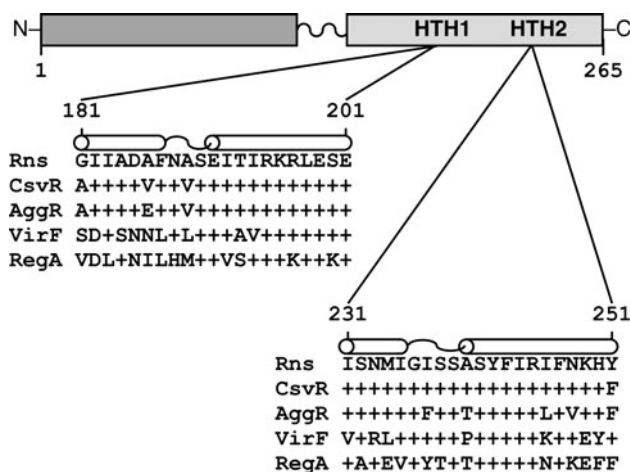 N HTH1 HTH2 C
1 265
181 201
Rns GIIADAFNASEITIRKRLESE
CsvR A++++V++V++++++++++++
AggR A++++E++V++++++++++++
VirF SD+SNNL+L+++AV+++++++
RegA VDL+NILHM++VS+++K++K+
231 251
Rns ISNMIGISSASYFIRIFNKHY
CsvR ++++++++++++++++++++F
AggR ++++++F++T+++++L+V++F
VirF V+RL+++++P+++++K++EY+
RegA +A+EV+YT+T+++++N+KEFF